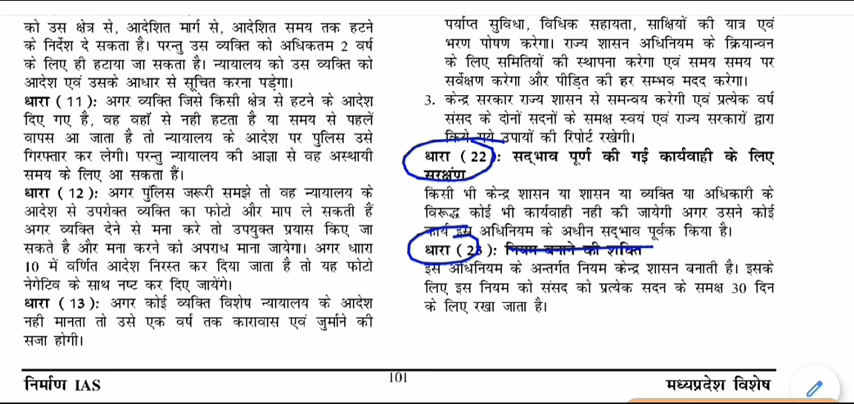 को उस क्षेत्र से, आदेशित मार्ग से, आदेशित समय तक हटने
के निर्देश दे सकता है। परन्तु उस व्यक्ति को अधिकतम 2 वर्ष
के लिए ही हटाया जा सकता है। न्यायालय को उस व्यक्ति को
आदेश एवं उसके आधार से सूचित करना पड़ेगा।
धारा (11): अगर व्यक्ति जिसे किसी क्षेत्र से हटने के आदेश
दिए गए है, वह वहाँ से नही हटता है या समय से पहलें
वापस आ जाता है तो न्यायालय के आदेश पर पुलिस उसे
गिरफ्तार कर लेगी। परन्तु न्यायालय की आज्ञा से वह अस्थायी
समय के लिए आ सकता हैं।
धारा (12): अगर पुंलिस जरूरी समझे तो वह न्यायालय के
आदेश से उपरोक्त व्यक्ति का फोटो और माप ले सकती हैं
अगर व्यक्ति देने से मना करे तो उपयुक्त प्रयास किए जा
सकते है और मना करने को अपराध माना जायेगा। अगर धाारा
10 में वर्णित आदेश निरस्त कर दिया जाता है तो यह फोटो
नेगेटिव के साथ नष्ट कर दिए जायेंगे।
धारा (13): अगर कोई व्यक्ति विशेष न्यायालय के आदेश
नही मानता तो उसे एक वर्ष तक कारावास एवं जुर्माने की
सजा होगी।
पर्याप्त सुविधा, विधिक सहायता, साक्षियों की यात्र एवं
भरण पोषण करेगा। राज्य शासन अधिनियम के क्रियान्वन
के लिए समितियों की स्थापना करेगा एवं समय समय पर
सर्वेक्षण करेगा और पीड़ित की हर सम्भव मदद करेगा।
3. केन्द्र सरकार राज्य शासन से समन्वय करेगी एवं प्रत्येक वर्ष
संसद के दोनों सदनों के समक्ष स्वयं एवं राज्य सरकारों द्वारा
किये गये उपायों की रिपोर्ट रखेगी।
धारा (22): सद्भाव पूर्ण की गई कार्यवाही के लिए
सरक्षंण
किसी भी केन्द्र शासन या शासन या व्यक्ति या अधिकारी के
विरूद्ध कोई भी कार्यवाही नही की जायेगी अगर उसने कोई
कार्य इस अधिनियम के अधीन सद्भाव पूर्वक किया है।
धारा (23): नियम बनाने की शक्ति
इस अधिनियम के अन्तर्गत नियम केन्द्र शासन बनाती है। इसके
लिए इस नियम को संसद को प्रत्येक सदन के समक्ष 30 दिन
के लिए रखा जाता है।
निर्माण IAS
101
मध्यप्रदेश विशेष